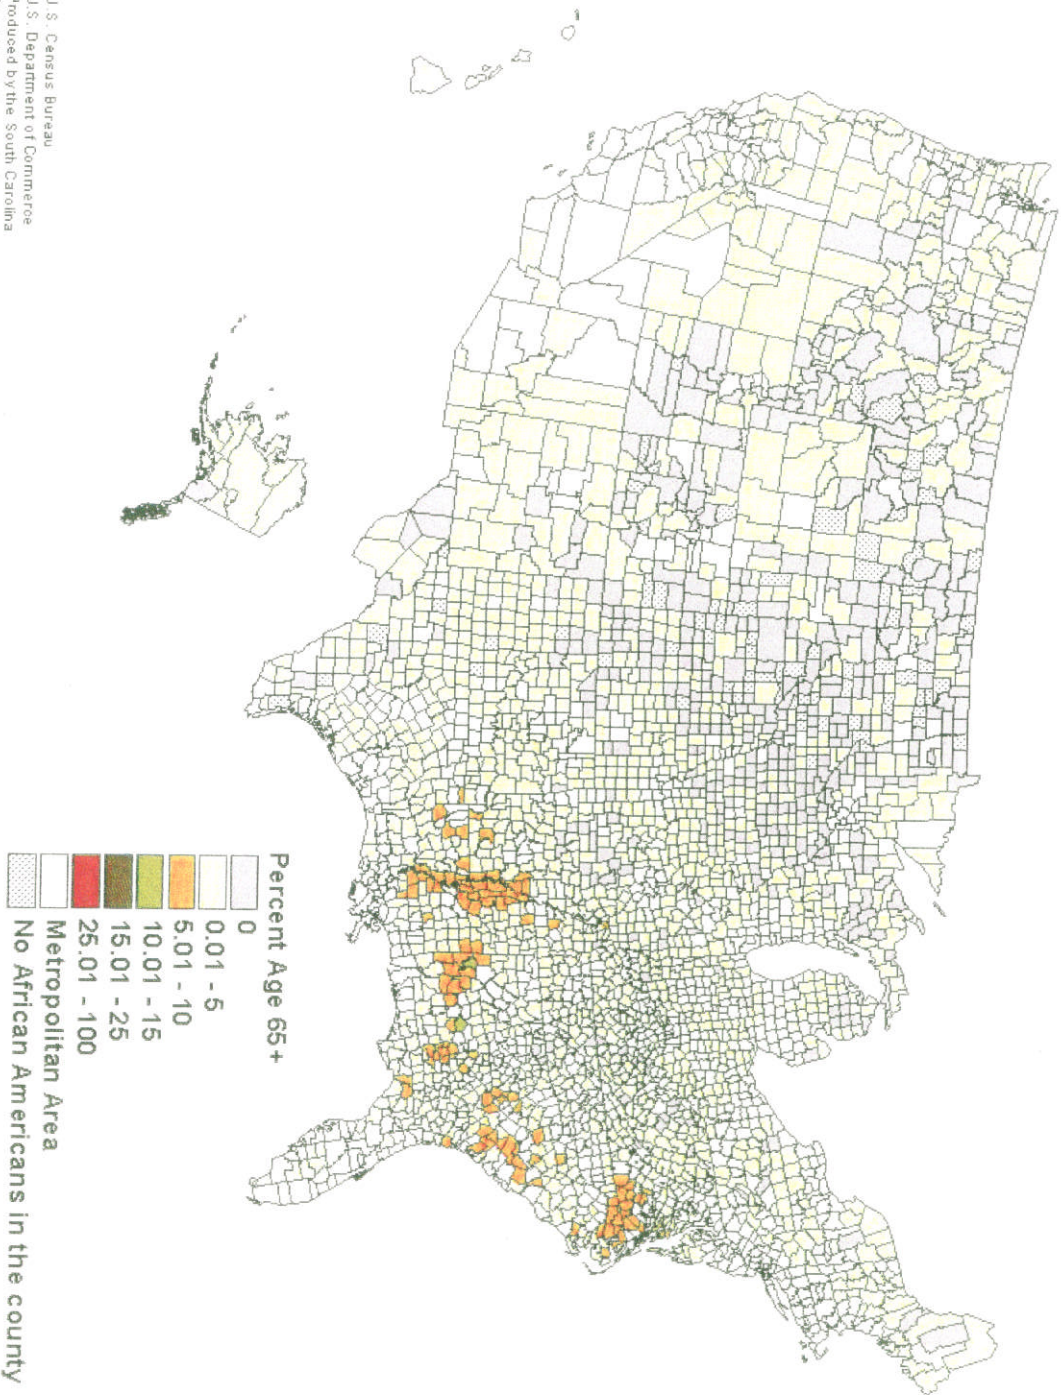 Percent Age 65+
0
0.01 - 5
5.01 - 10
10.01 - 15
15.01 - 25
25.01 - 100
Metropolitan Area
No African Americans in the county
U.S. Census Bureau
U.S. Department of Commerce
Produced by the South Carolina